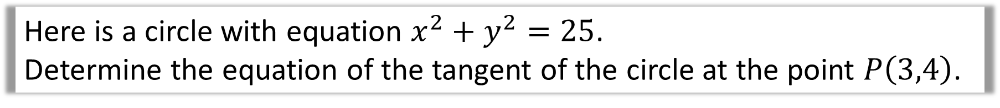 Here is a circle with equation x² + y² = 25.
Determine the equation of the tangent of the circle at the point P(3,4).